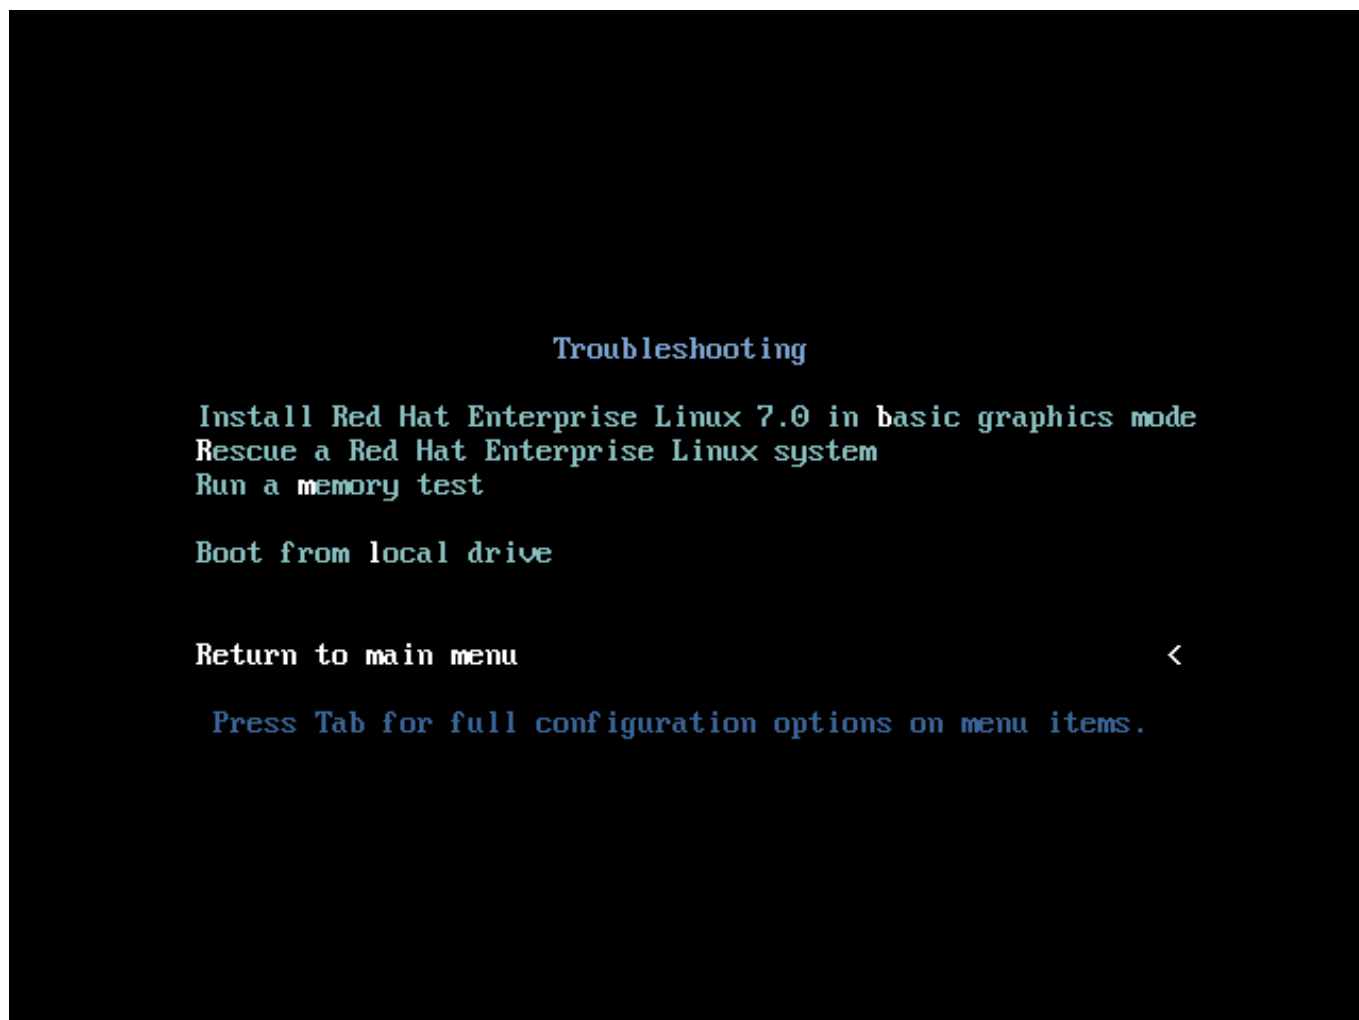 Troubleshooting
Install Red Hat Enterprise Linux 7.0 in basic graphics mode
Rescue a Red Hat Enterprise Linux system
Run a memory test
Boot from local drive
Return to main menu <
Press Tab for full configuration options on menu items.